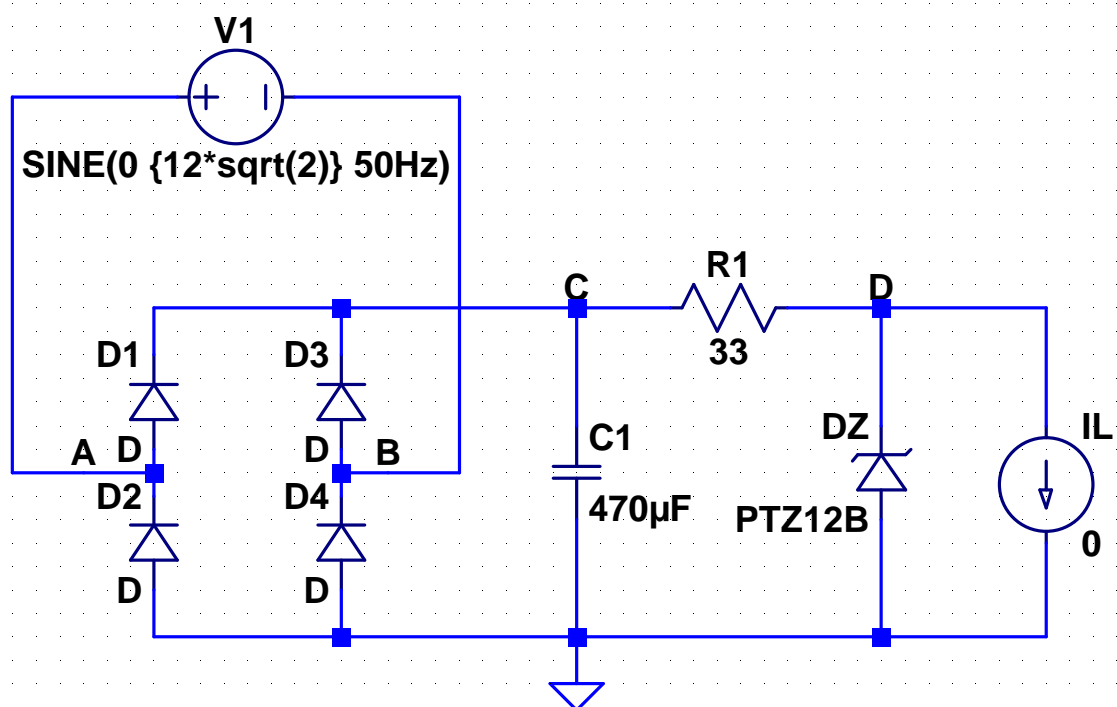 V1
SINE(0 {12*sqrt(2)} 50Hz)
R1
C
D
33
D1
D3
C1
DZ
IL
A
D
D
B
D2
D4
470µF
PTZ12B
0
D
D